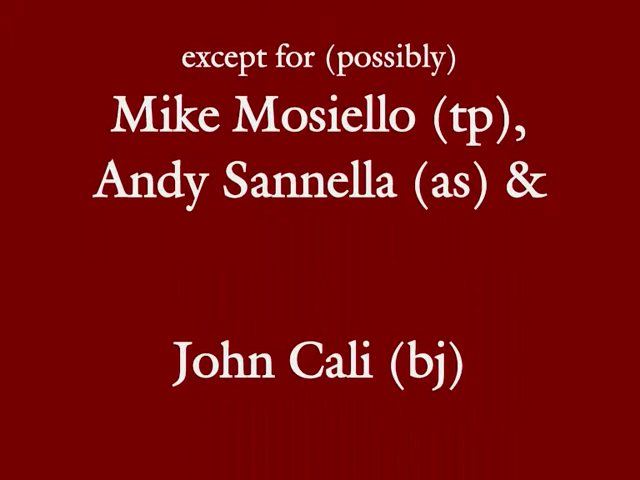 except for (possibly)
Mike Mosiello (tp),
Andy Sannella (as) &
John Cali (bj)